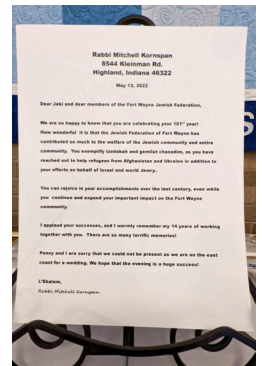 Rabbi Mitchell Kornspan
8544 Kleinman Rd.
Highland, Indiana 46322
May 13, 2022
Dear Jaki and dear members of the Fort Wayne Jewish Federation,
We are so happy to know that you are celebrating your 101st year!
How wonderful it is that the Jewish Federation of Fort Wayne has
contributed so much to the welfare of the Jewish community and entire
community. You exemplify tzedakah and gemilut chasadim, as you have
reached out to help refugees from Afghanistan and Ukraine in addition to
your efforts on behalf of Israel and world Jewry..
You can rejoice in your accomplishments over the last century, even while
you continue and expand your important impact on the Fort Wayne
community.
I applaud your successes, and I warmly remember my 14 years of working
together with you. There are so many terrific memories!
Penny and I are sorry that we could not be present as we are on the east
coast for a wedding. We hope that the evening is a huge success!
L'Shalom,
Rabbi Mitchell Kornspan